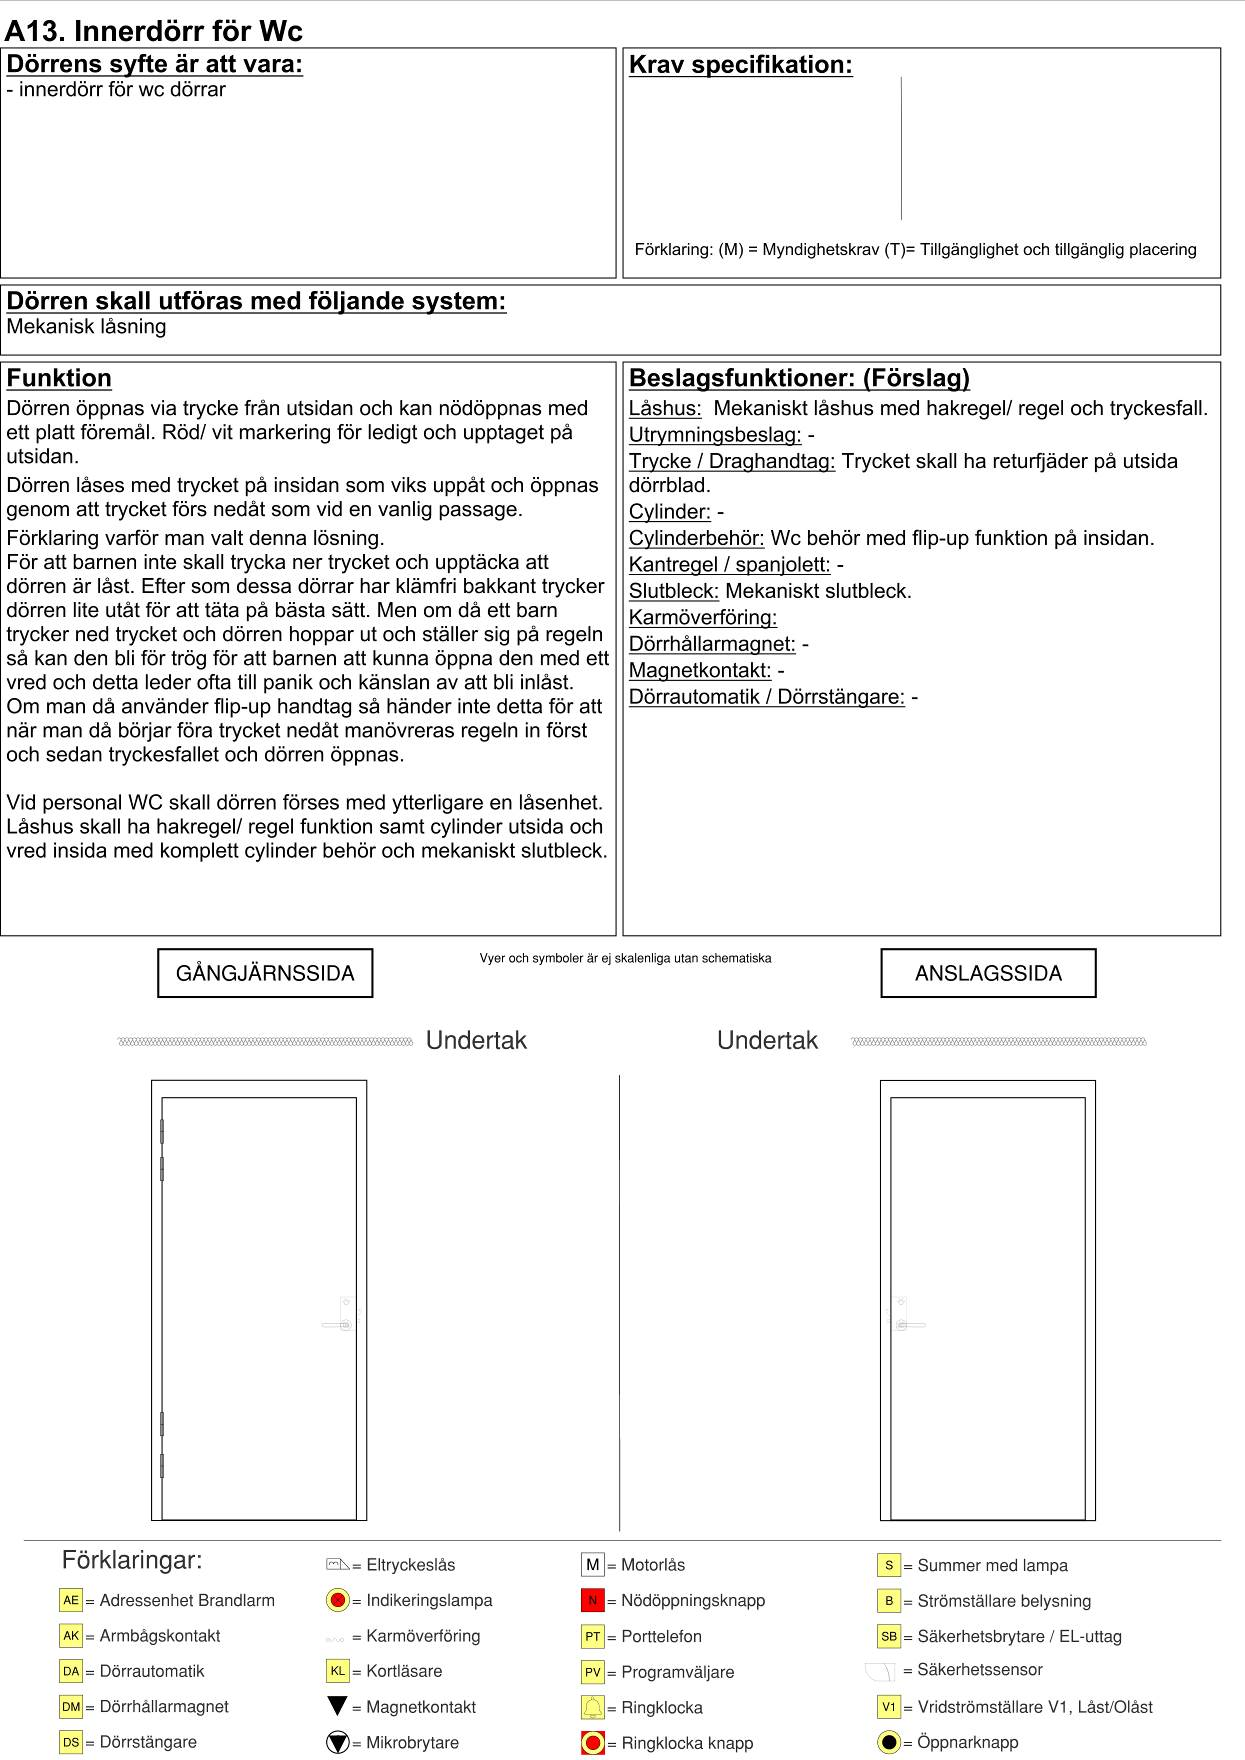 A13. Innerdörr för Wc
Dörrens syfte är att vara:
- innerdörr för wc dörrar
Krav specifikation:
Förklaring: (M) = Myndighetskrav (T)= Tillgänglighet och tillgänglig placering
Dörren skall utföras med följande system:
Mekanisk låsning
Funktion
Dörren öppnas via trycke från utsidan och kan nödöppnas med
ett platt föremål. Röd/ vit markering för ledigt och upptaget på
utsidan.
Dörren låses med trycket på insidan som viks uppåt och öppnas
genom att trycket förs nedåt som vid en vanlig passage.
Förklaring varför man valt denna lösning.
För att barnen inte skall trycka ner trycket och upptäcka att
dörren är låst. Efter som dessa dörrar har klämfri bakkant trycker
dörren lite utåt för att täta på bästa sätt. Men om då ett barn
trycker ned trycket och dörren hoppar ut och ställer sig på regeln
så kan den bli för trög för att barnen att kunna öppna den med ett
vred och detta leder ofta till panik och känslan av att bli inlåst.
Om man då använder flip-up handtag så händer inte detta för att
när man då börjar föra trycket nedåt manövreras regeln in först
och sedan tryckesfallet och dörren öppnas.
Vid personal WC skall dörren förses med ytterligare en låsenhet.
Låshus skall ha hakregel/ regel funktion samt cylinder utsida och
vred insida med komplett cylinder behör och mekaniskt slutbleck.
Beslagsfunktioner: (Förslag)
Låshus: Mekaniskt låshus med hakregel/ regel och tryckesfall.
Utrymningsbeslag: -
Trycke / Draghandtag: Trycket skall ha returfjäder på utsida
dörrblad.
Cylinder: -
Cylinderbehör: Wc behör med flip-up funktion på insidan.
Kantregel / spanjolett: -
Slutbleck: Mekaniskt slutbleck.
Karmöverföring:
Dörrhållarmagnet: -
Magnetkontakt: -
Dörrautomatik / Dörrstängare: -
GÅNGJÄRNSSIDA
Vyer och symboler är ej skalenliga utan schematiska
ANSLAGSSIDA
Undertak
Undertak
Förklaringar:
AE = Adressenhet Brandlarm
AK = Armbågskontakt
DA = Dörrautomatik
DM = Dörrhållarmagnet
DS = Dörrstängare
= Eltryckeslås
= Indikeringslampa
= Karmöverföring
KL = Kortläsare
= Magnetkontakt
= Mikrobrytare
M = Motorlås
N = Nödöppningsknapp
PT = Porttelefon
PV = Programväljare
= Ringklocka
= Ringklocka knapp
S = Summer med lampa
B = Strömställare belysning
SB = Säkerhetsbrytare / EL-uttag
= Säkerhetssensor
V1 = Vridströmställare V1, Låst/Olåst
= Öppnarknapp